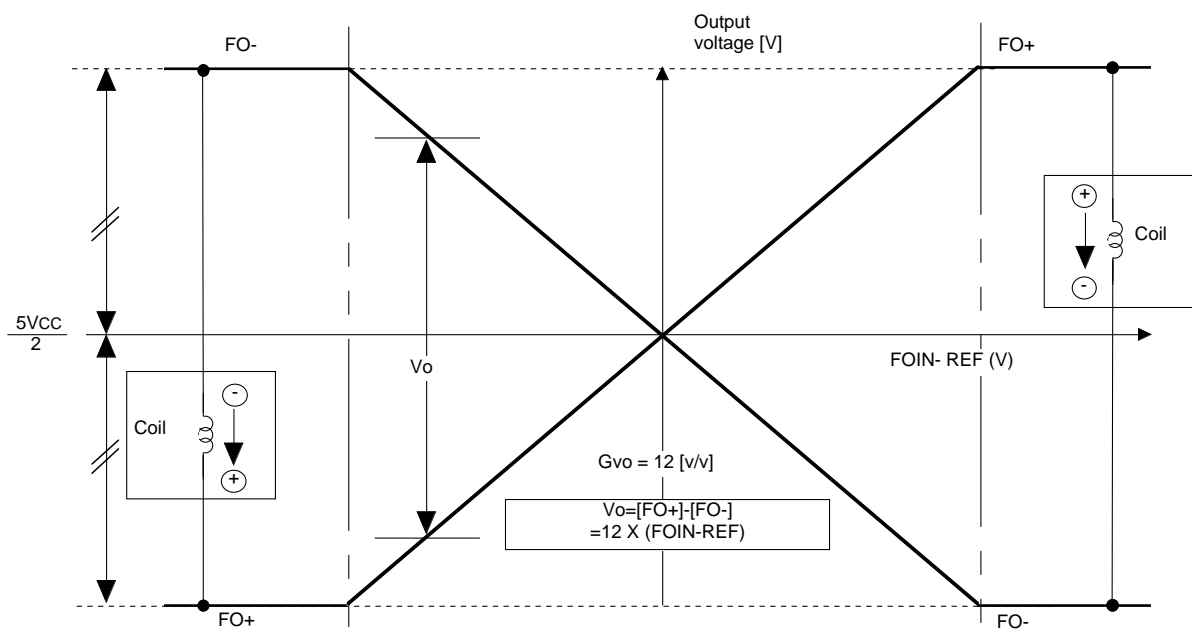 Output
voltage [V]
FO-
FO+
+
Coil
-
5VCC
2
FOIN- REF (V)
Vo
-
Coil
+
Gvo = 12 [v/v]
Vo=[FO+]-[FO-]
=12 X (FOIN-REF)
FO+
FO-